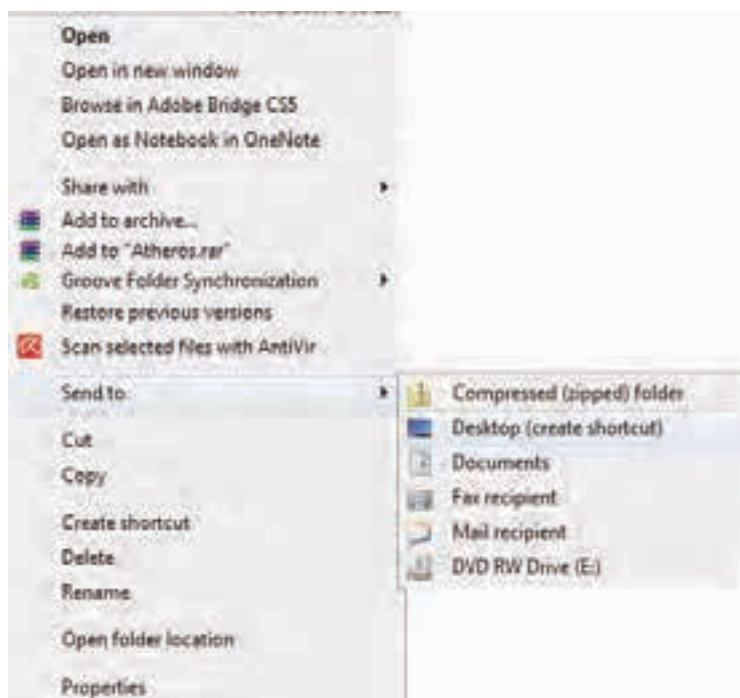 Open
Open in new window
Browse in Adobe Bridge CS5
Open as Notebook in OneNote
Share with
Add to archive...
Add to "Atheros.rar"
Groove Folder Synchronization
Restore previous versions
Scan selected files with AntiVir
Send to
Cut
Copy
Create shortcut
Delete
Rename
Open folder location
Properties
Compressed (zipped) folder
Desktop (create shortcut)
Documents
Fax recipient
Mail recipient
DVD RW Drive (E:)